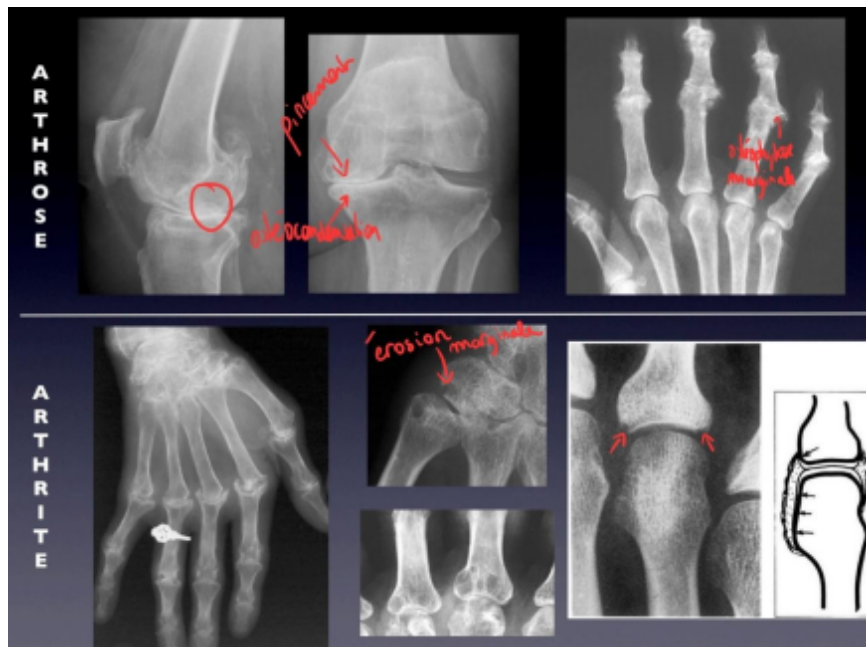 ARTHROSE
pincement
ostéocondensation
ostéophytose
marginale
érosion marginale
ARTHRITE